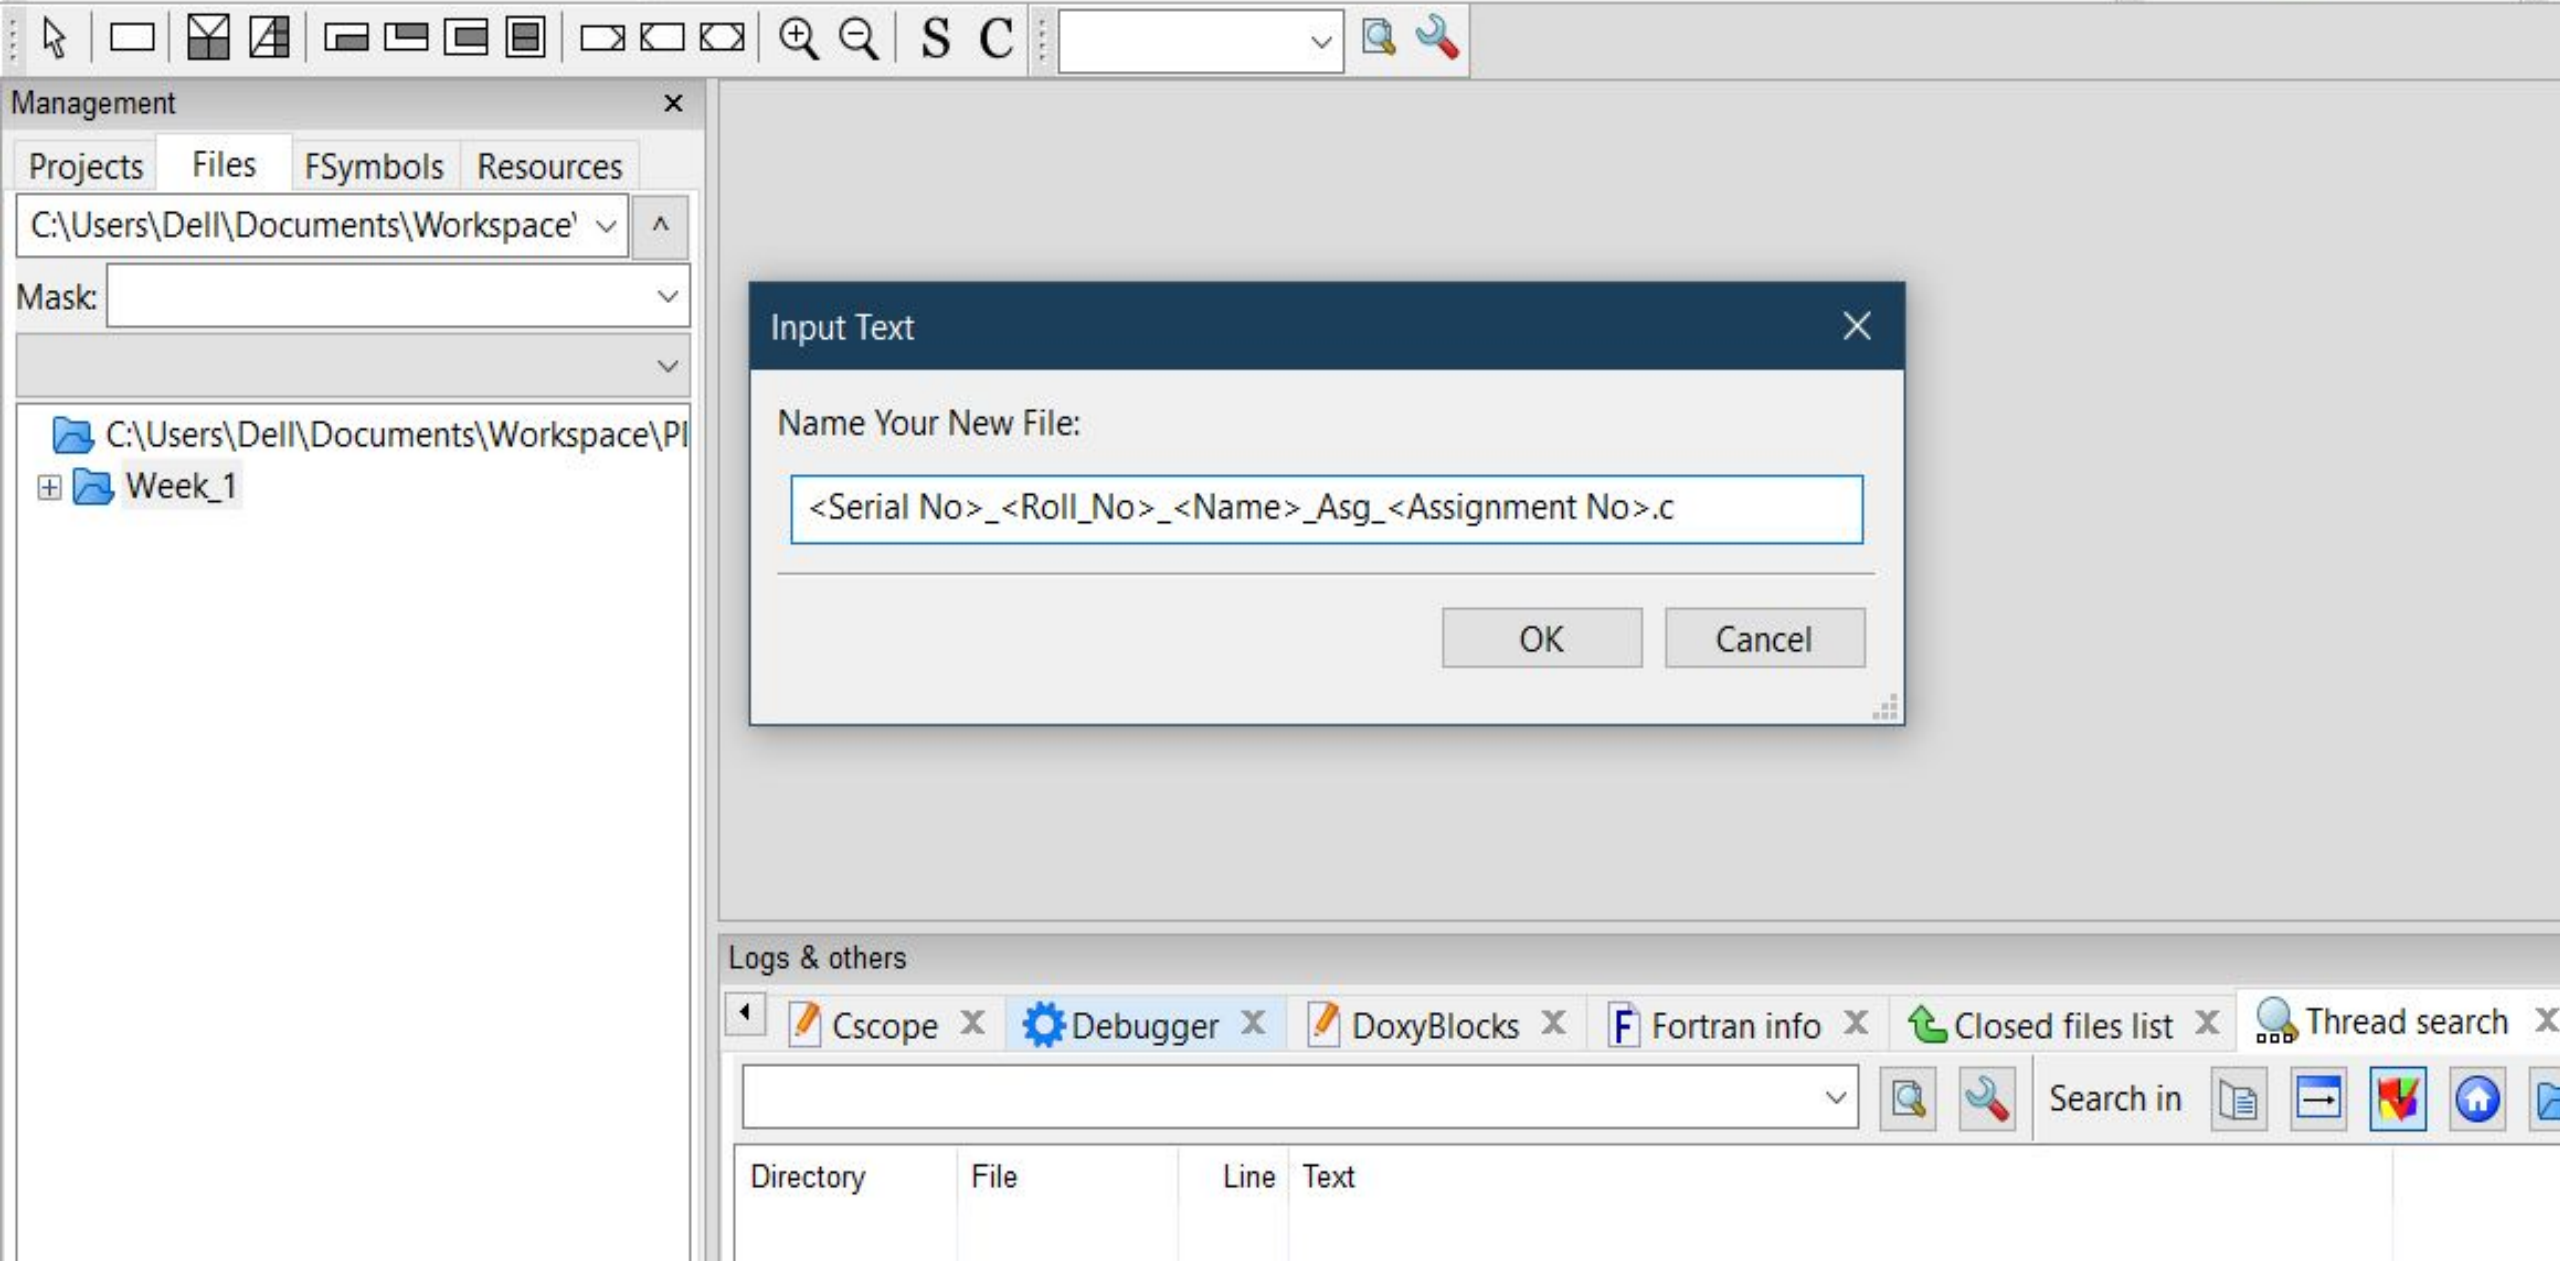 S C
Management
Projects Files FSymbols Resources
C:\Users\Dell\Documents\Workspace\
Mask:
C:\Users\Dell\Documents\Workspace\Pl
Week_1
Input Text
Name Your New File:
<Serial No>_<Roll_No>_<Name>_Asg_<Assignment No>.c
OK Cancel
Logs & others
Cscope Debugger DoxyBlocks Fortran info Closed files list Thread search
Search in
Directory File Line Text